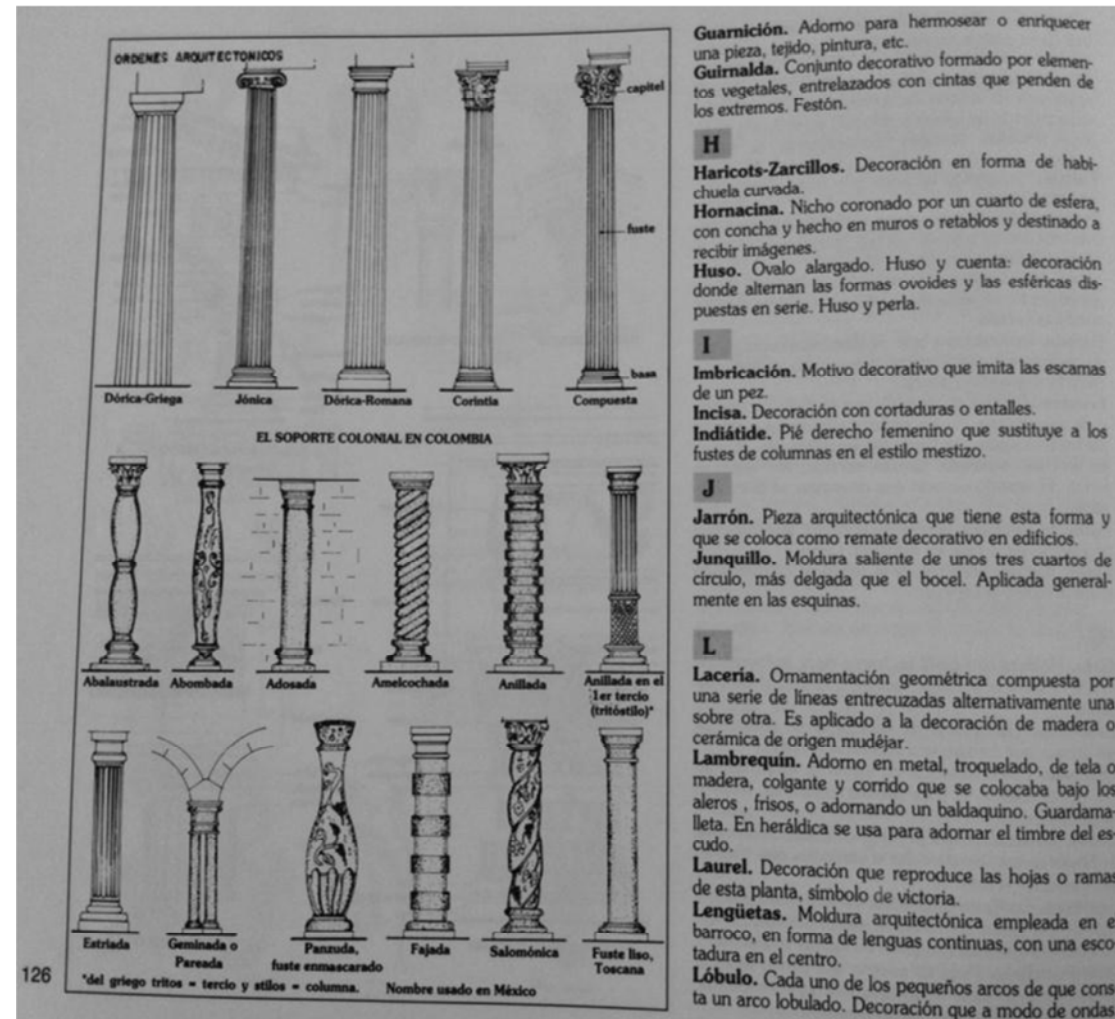 ORDENES ARQUITECTONICOS
capitel
fuste
basa
Dórica-Griega Jónica Dórica-Romana Corintia Compuesta
EL SOPORTE COLONIAL EN COLOMBIA
Abalaustrada Abombada Adosada Amelcochada Anillada Anillada en el
1er tercio
(tritóstilo)*
Estriada Geminada o Panzuda, Fajada Salomónica Fuste liso,
Pareada fuste enmascarado Toscana
*del griego tritos = tercio y stilos = columna. Nombre usado en México
126
Guarnición. Adorno para hermosear o enriquecer
una pieza, tejido, pintura, etc.
Guirnalda. Conjunto decorativo formado por elemen-
tos vegetales, entrelazados con cintas que penden de
los extremos. Festón.
H
Haricots-Zarcillos. Decoración en forma de habi-
chuela curvada.
Hornacina. Nicho coronado por un cuarto de esfera,
con concha y hecho en muros o retablos y destinado a
recibir imágenes.
Huso. Ovalo alargado. Huso y cuenta: decoración
donde alternan las formas ovoides y las esféricas dis-
puestas en serie. Huso y perla.
I
Imbricación. Motivo decorativo que imita las escamas
de un pez.
Incisa. Decoración con cortaduras o entalles.
Indiátide. Pié derecho femenino que sustituye a los
fustes de columnas en el estilo mestizo.
J
Jarrón. Pieza arquitectónica que tiene esta forma y
que se coloca como remate decorativo en edificios.
Junquillo. Moldura saliente de unos tres cuartos de
círculo, más delgada que el bocel. Aplicada general-
mente en las esquinas.
L
Lacería. Ornamentación geométrica compuesta por
una serie de líneas entrecuzadas alternativamente una
sobre otra. Es aplicado a la decoración de madera o
cerámica de origen mudéjar.
Lambrequín. Adorno en metal, troquelado, de tela o
madera, colgante y corrido que se colocaba bajo los
aleros , frisos, o adornando un baldaquino. Guardama-
lleta. En heráldica se usa para adornar el timbre del es-
cudo.
Laurel. Decoración que reproduce las hojas o ramas
de esta planta, símbolo de victoria.
Lengüetas. Moldura arquitectónica empleada en e
barroco, en forma de lenguas continuas, con una esco-
tadura en el centro.
Lóbulo. Cada uno de los pequeños arcos de que cons
ta un arco lobulado. Decoración que a modo de ondas